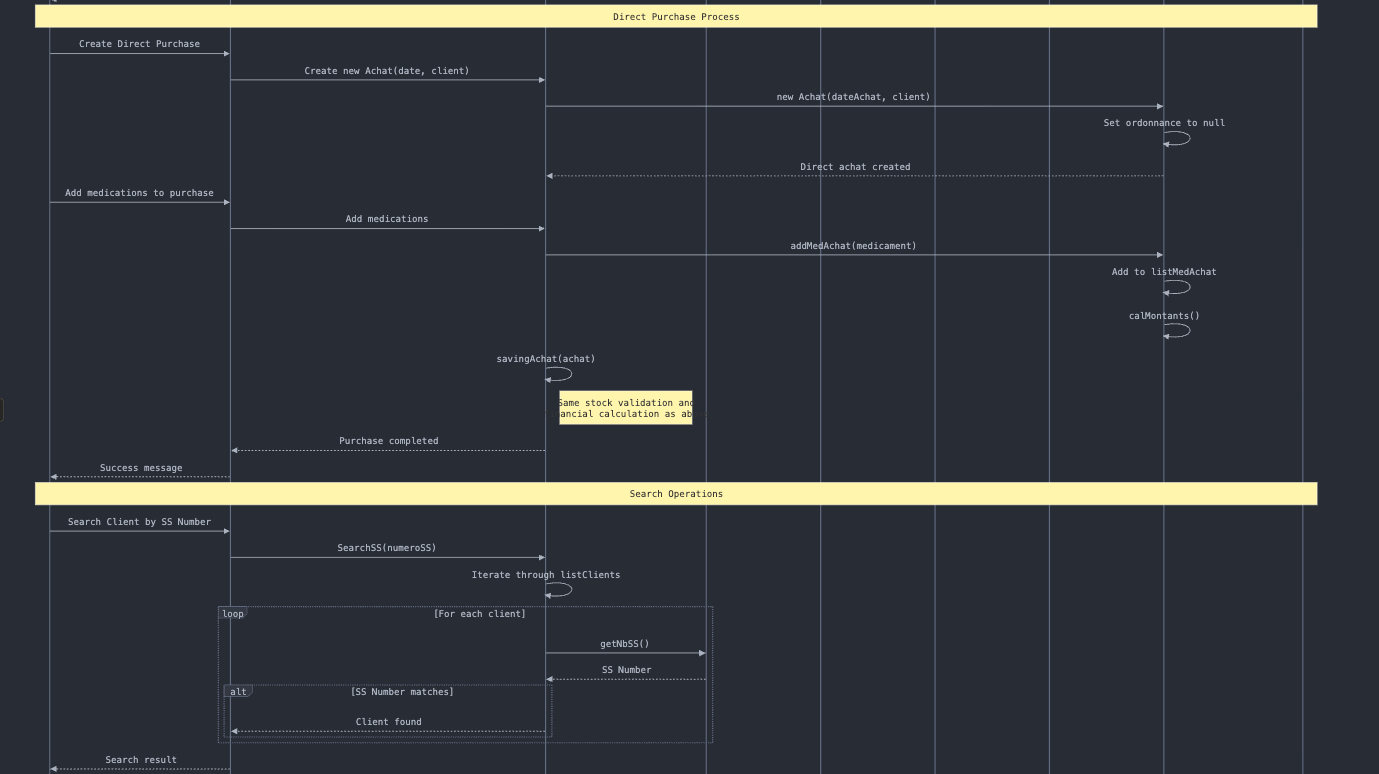 Direct Purchase Process
Create Direct Purchase
Create new Achat(date, client)
new Achat(dateAchat, client)
Set ordonnance to null
Direct achat created
Add medications to purchase
Add medications
addMedAchat(medicament)
Add to listMedAchat
calMontants()
savingAchat(achat)
Same stock validation and
calculation as
Purchase completed
Success message
Search Operations
Search Client by SS Number
SearchSS(numeroSS)
Iterate through listClients
loop
[For each client]
getNbSS()
SS Number
alt
[SS Number matches]
Client found
Search result